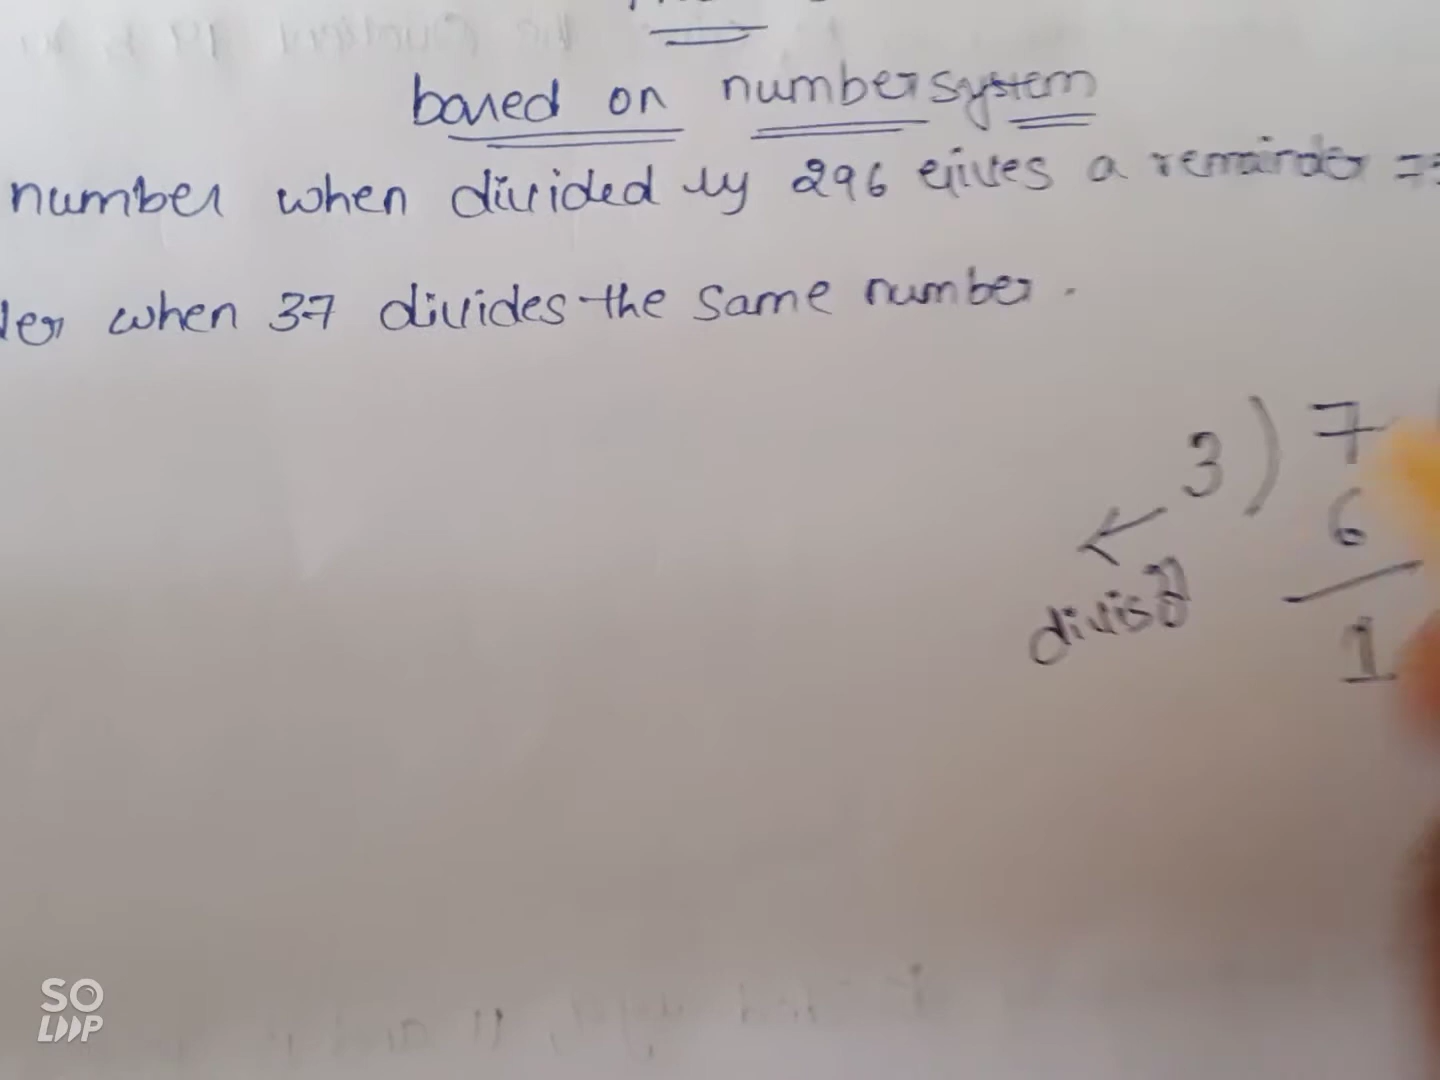 based on number system
number when divided by 296 gives a remainder =
der when 37 divides the same number.
3 ) 7
6
1
divisor
SO
LOOP